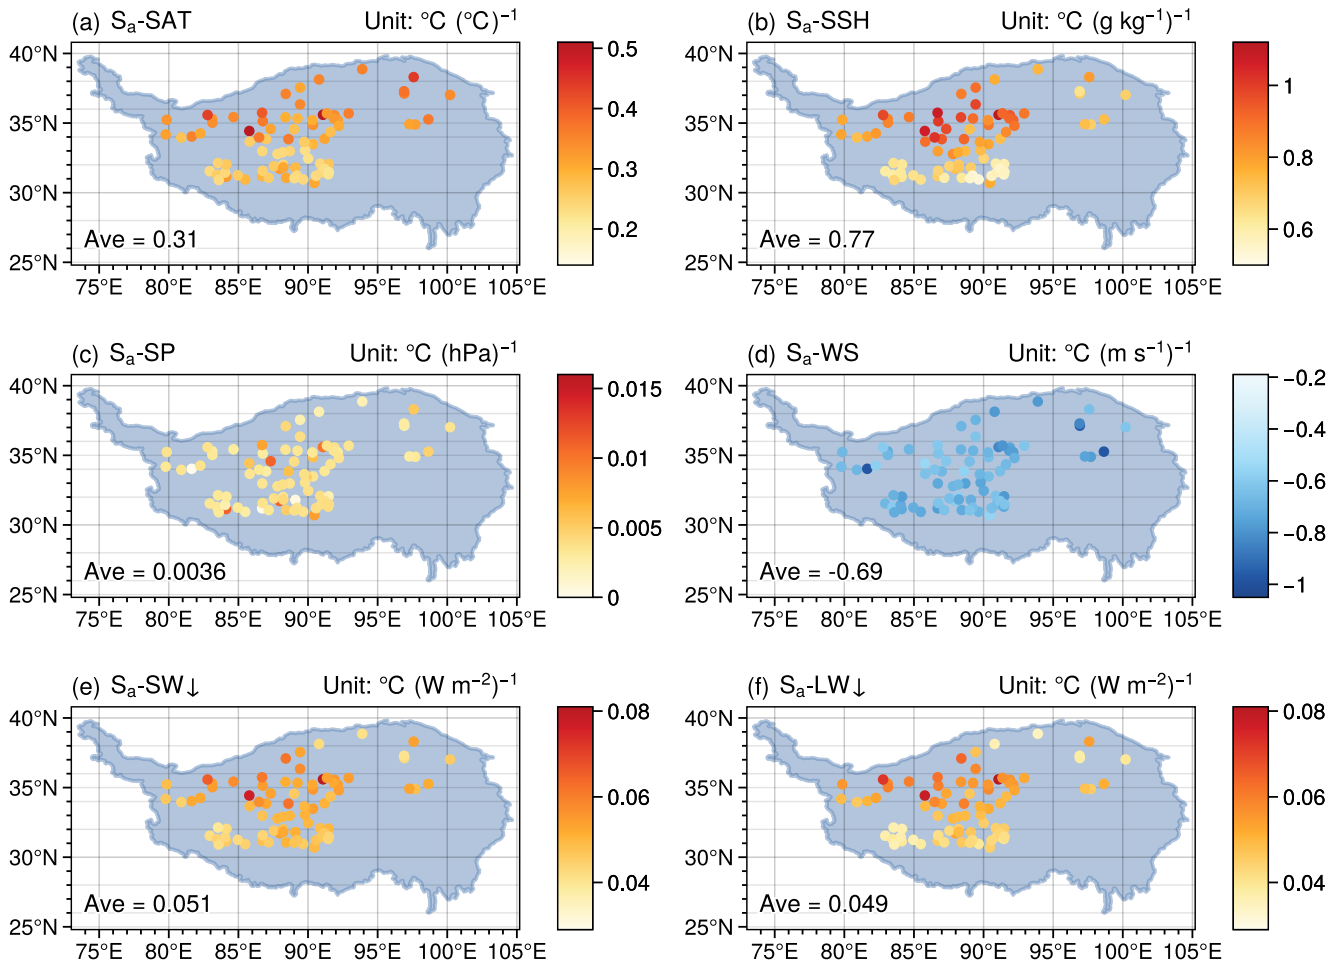 (a) Sₐ-SAT Unit: °C (°C)⁻¹
40°N
35°N
30°N
25°N
Ave = 0.31
75°E 80°E 85°E 90°E 95°E 100°E 105°E
0.5
0.4
0.3
0.2
(b) Sₐ-SSH Unit: °C (g kg⁻¹)⁻¹
40°N
35°N
30°N
25°N
Ave = 0.77
75°E 80°E 85°E 90°E 95°E 100°E 105°E
1
0.8
0.6
(c) Sₐ-SP Unit: °C (hPa)⁻¹
40°N
35°N
30°N
25°N
Ave = 0.0036
75°E 80°E 85°E 90°E 95°E 100°E 105°E
0.015
0.01
0.005
0
(d) Sₐ-WS Unit: °C (m s⁻¹)⁻¹
40°N
35°N
30°N
25°N
Ave = -0.69
75°E 80°E 85°E 90°E 95°E 100°E 105°E
−0.2
−0.4
−0.6
−0.8
−1
(e) Sₐ-SW↓ Unit: °C (W m⁻²)⁻¹
40°N
35°N
30°N
25°N
Ave = 0.051
75°E 80°E 85°E 90°E 95°E 100°E 105°E
0.08
0.06
0.04
(f) Sₐ-LW↓ Unit: °C (W m⁻²)⁻¹
40°N
35°N
30°N
25°N
Ave = 0.049
75°E 80°E 85°E 90°E 95°E 100°E 105°E
0.08
0.06
0.04